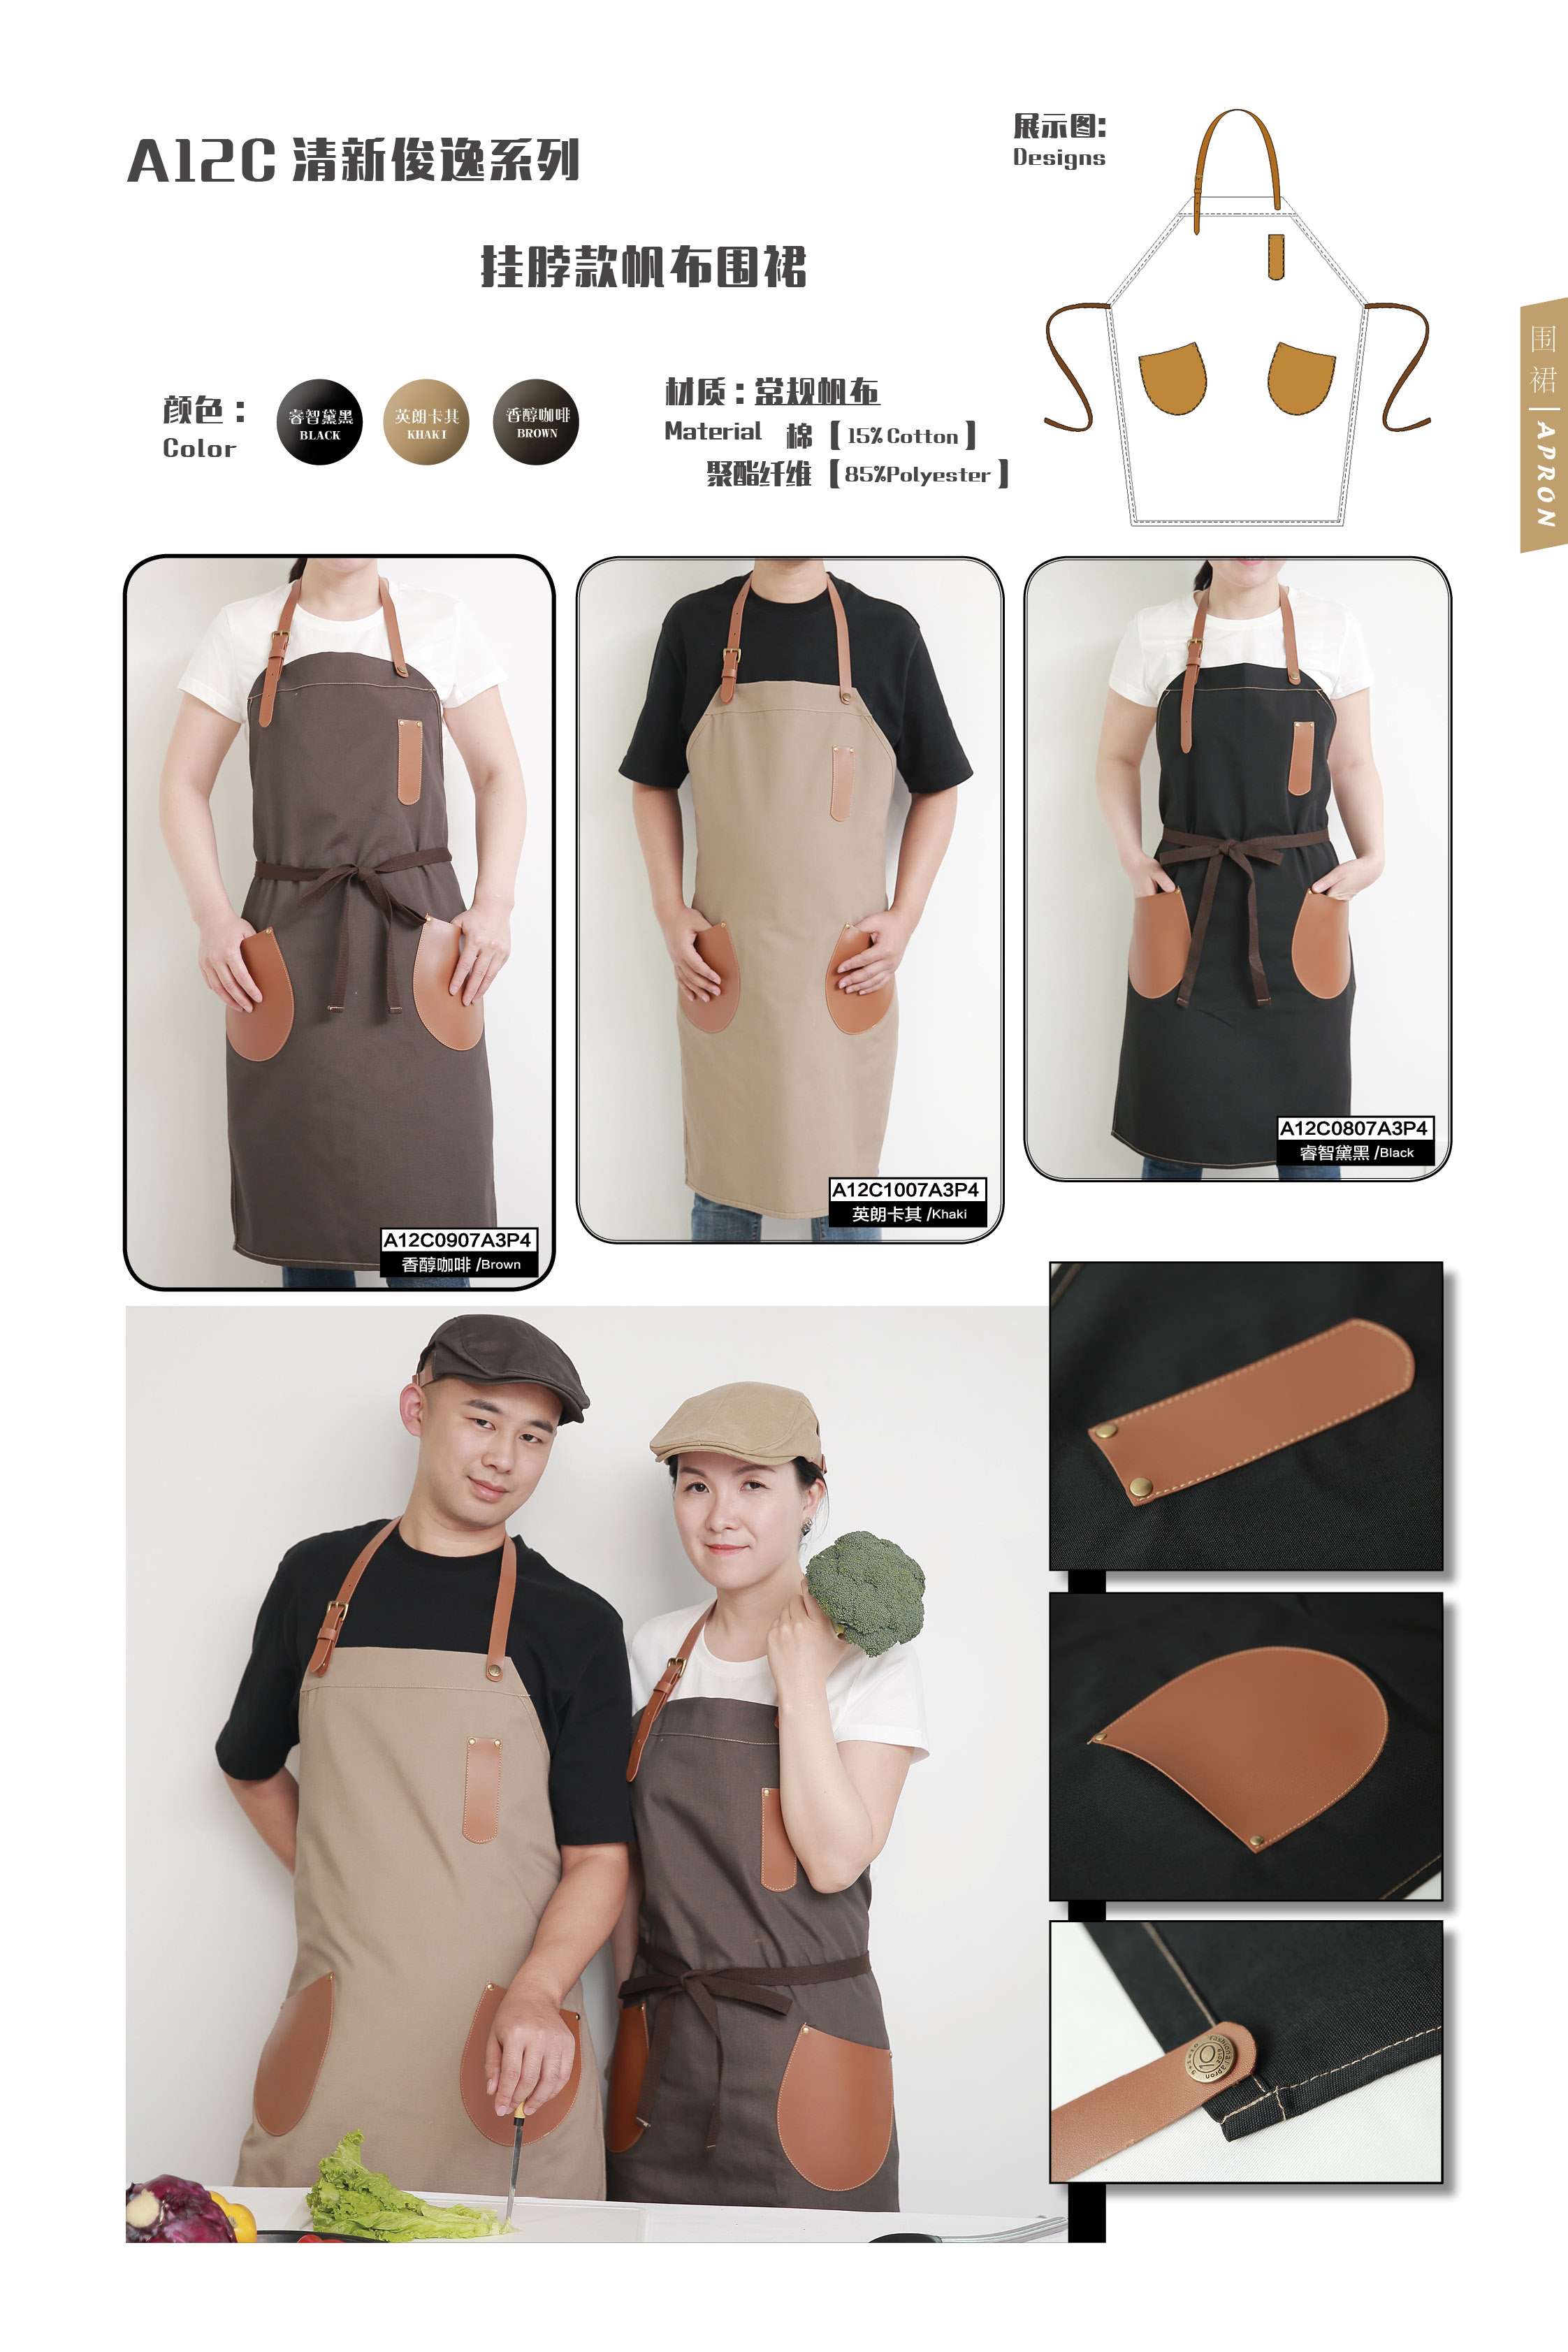 A12C 清新俊逸系列
挂脖款帆布围裙
展示图:
Designs
颜色：
Color
睿智黛黑
BLACK
英朗卡其
KHAKI
香醇咖啡
BROWN
材质：常规帆布
Material 棉【15% Cotton】
聚酯纤维【85%Polyester】
围裙 | APRON
A12C0907A3P4
香醇咖啡 /Brown
A12C1007A3P4
英朗卡其 /Khaki
A12C0807A3P4
睿智黛黑 /Black